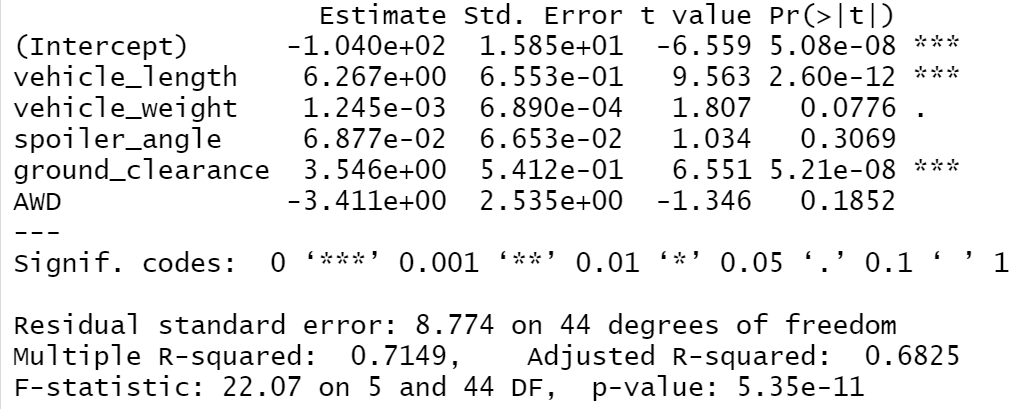 Estimate Std. Error t value Pr(>|t|)
(Intercept) -1.040e+02 1.585e+01 -6.559 5.08e-08 ***
vehicle_length 6.267e+00 6.553e-01 9.563 2.60e-12 ***
vehicle_weight 1.245e-03 6.890e-04 1.807 0.0776 .
spoiler_angle 6.877e-02 6.653e-02 1.034 0.3069
ground_clearance 3.546e+00 5.412e-01 6.551 5.21e-08 ***
AWD -3.411e+00 2.535e+00 -1.346 0.1852
---
Signif. codes: 0 ‘***’ 0.001 ‘**’ 0.01 ‘*’ 0.05 ‘.’ 0.1 ‘ ’ 1
Residual standard error: 8.774 on 44 degrees of freedom
Multiple R-squared: 0.7149, Adjusted R-squared: 0.6825
F-statistic: 22.07 on 5 and 44 DF, p-value: 5.35e-11